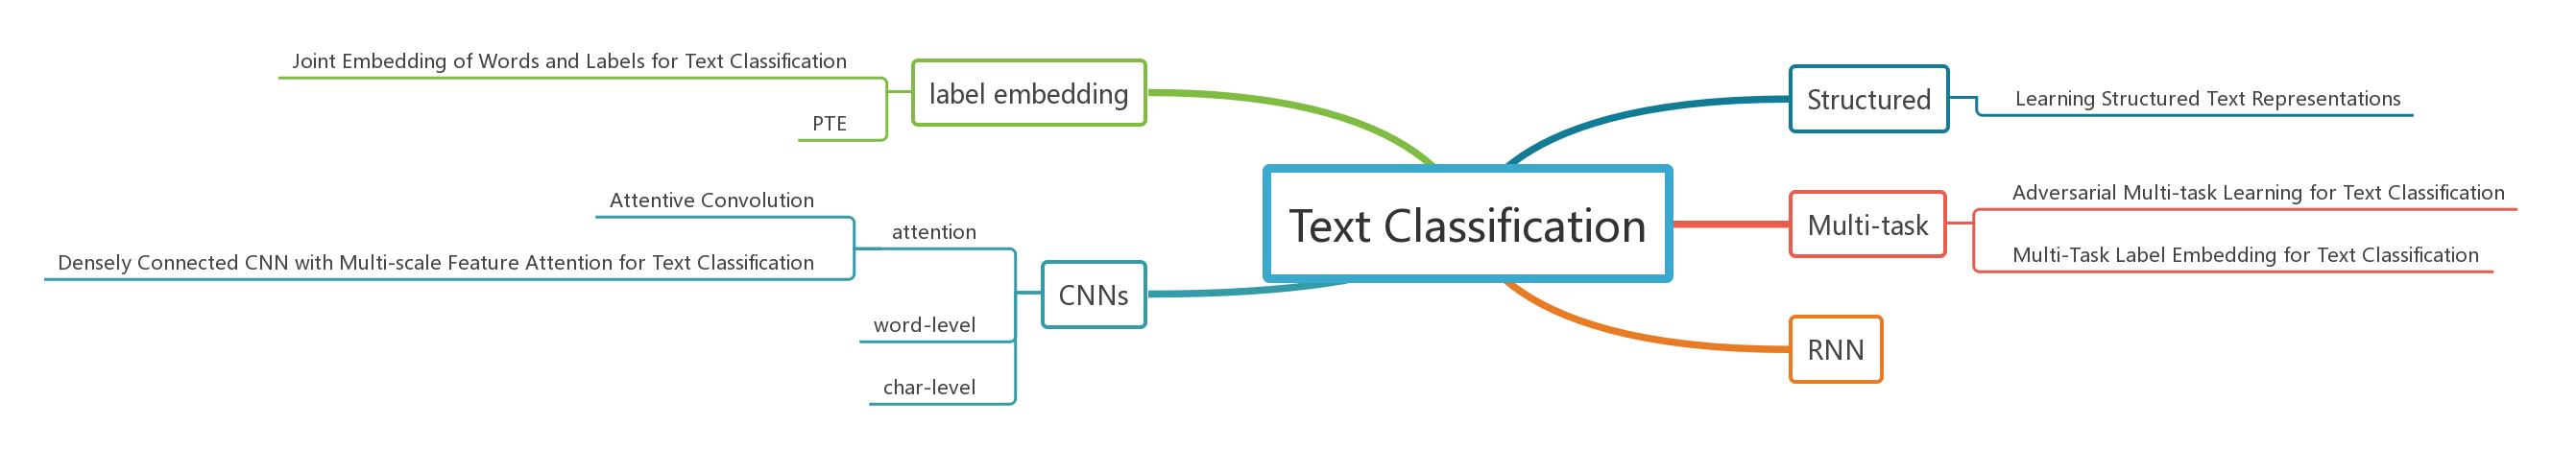 Joint Embedding of Words and Labels for Text Classification
PTE
label embedding
Attentive Convolution
Densely Connected CNN with Multi-scale Feature Attention for Text Classification
attention
word-level
char-level
CNNs
Text Classification
Structured
Learning Structured Text Representations
Multi-task
Adversarial Multi-task Learning for Text Classification
Multi-Task Label Embedding for Text Classification
RNN